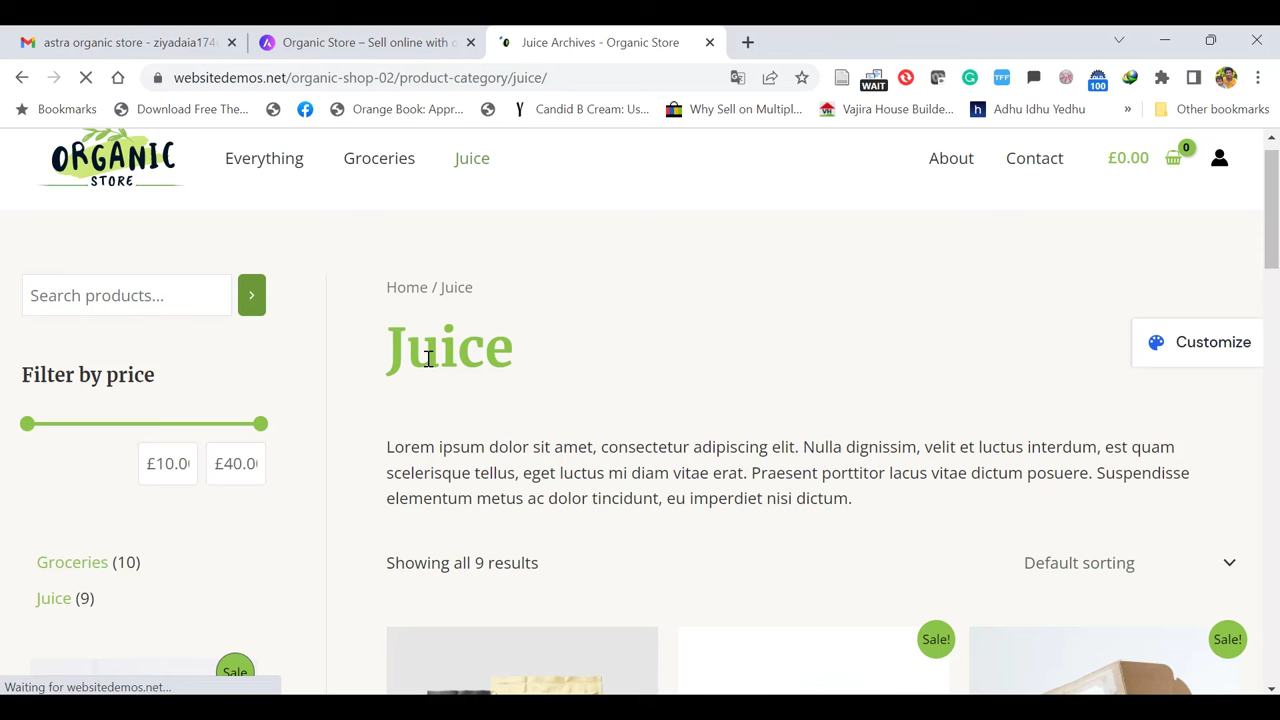 astra organic store - ziyadaia174
Organic Store – Sell online with c
Juice Archives - Organic Store
websitedemos.net/organic-shop-02/product-category/juice/
WAIT
TFF
100
Bookmarks
Download Free The...
Orange Book: Appr...
Candid B Cream: Us...
Why Sell on Multipl...
Vajira House Builde...
h
Adhu Idhu Yedhu
»
Other bookmarks
ORGANIC
STORE
Everything
Groceries
Juice
About
Contact
£0.00
0
Search products...
Home / Juice
Juice
Customize
Filter by price
£10.0
£40.0
Lorem ipsum dolor sit amet, consectetur adipiscing elit. Nulla dignissim, velit et luctus interdum, est quam
scelerisque tellus, eget luctus mi diam vitae erat. Praesent porttitor lacus vitae dictum posuere. Suspendisse
elementum metus ac dolor tincidunt, eu imperdiet nisi dictum.
Groceries (10)
Showing all 9 results
Default sorting
Juice (9)
Sale!
Sale!
Sale
Waiting for websitedemos.net...